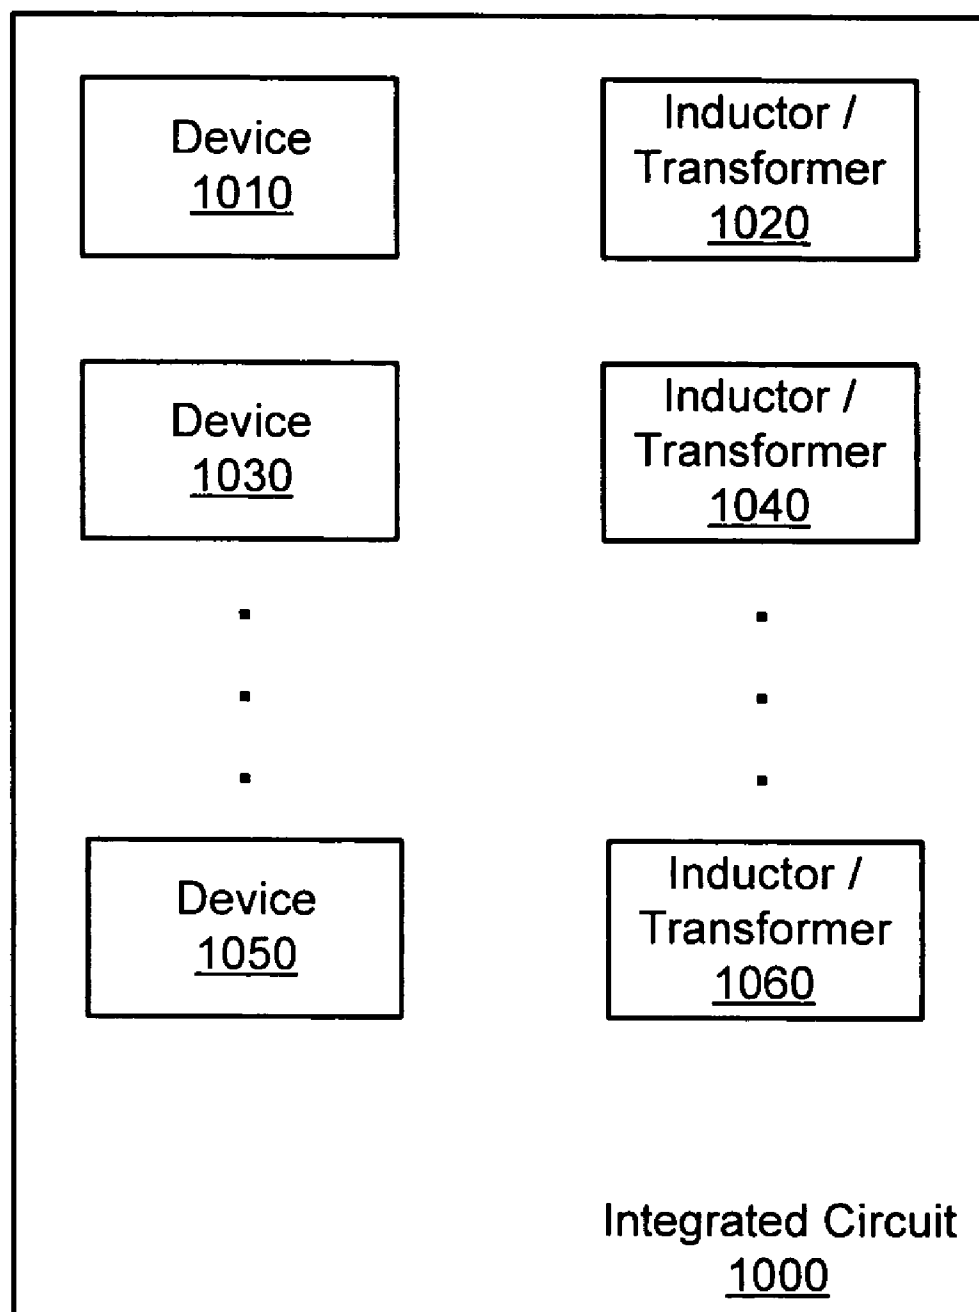 Device
1010
Inductor /
Transformer
1020
Device
1030
Inductor /
Transformer
1040
Device
1050
Inductor /
Transformer
1060
Integrated Circuit
1000